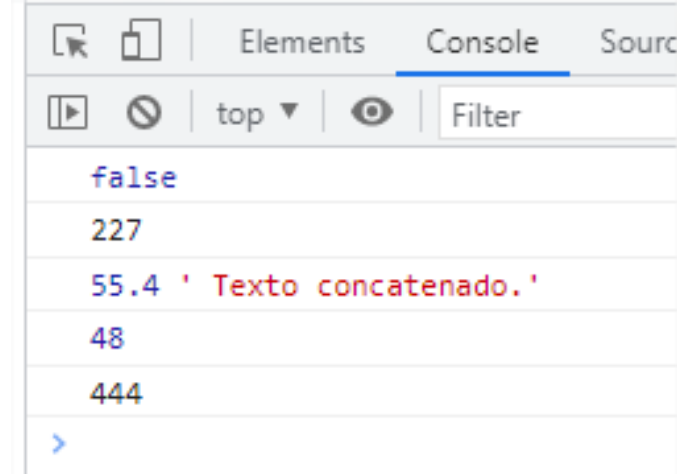 Elements Console Sourc
top Filter
false
227
55.4 ' Texto concatenado.'
48
444